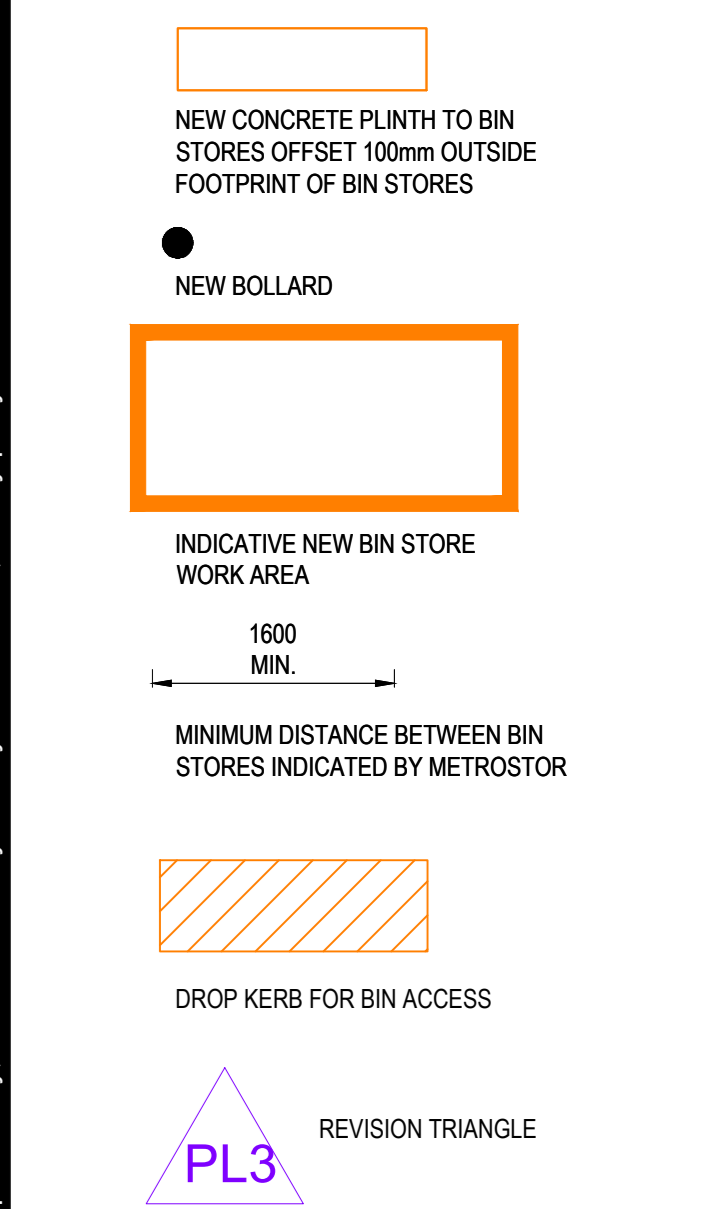 NEW CONCRETE PLINTH TO BIN
STORES OFFSET 100mm OUTSIDE
FOOTPRINT OF BIN STORES
NEW BOLLARD
INDICATIVE NEW BIN STORE
WORK AREA
1600
MIN.
MINIMUM DISTANCE BETWEEN BIN
STORES INDICATED BY METROSTOR
DROP KERB FOR BIN ACCESS
PL3
REVISION TRIANGLE